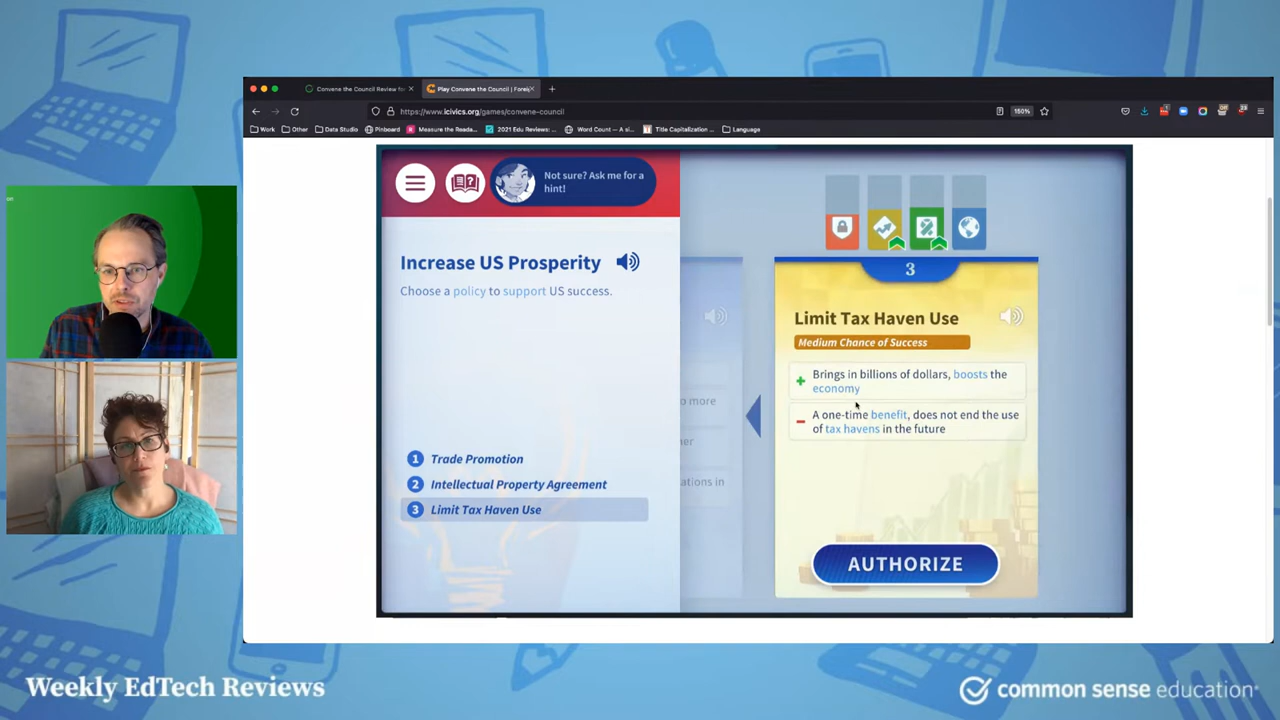 Convene the Council Review fo
Play Convene the Council | Forei
https://www.icivics.org/games/convene-council
150%
Work
Other
Data Studio
Pinboard
Measure the Reada...
2021 Edu Reviews: ...
Word Count — A si...
Title Capitalization ...
Language
on
Not sure? Ask me for a
hint!
Increase US Prosperity
Choose a policy to support US success.
1 Trade Promotion
2 Intellectual Property Agreement
3 Limit Tax Haven Use
o more
her
ations in
3
Limit Tax Haven Use
Medium Chance of Success
+ Brings in billions of dollars, boosts the
economy
− A one-time benefit, does not end the use
of tax havens in the future
AUTHORIZE
Weekly EdTech Reviews
common sense education